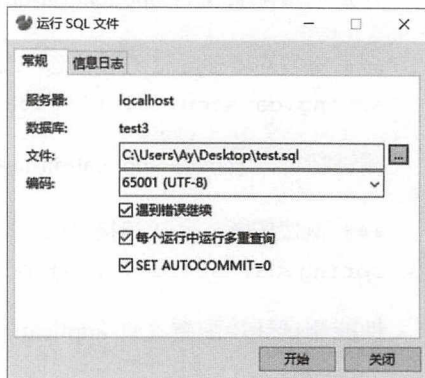 运行 SQL 文件
常规 信息日志
服务器: localhost
数据库: test3
文件: C:\Users\Ay\Desktop\test.sql ...
编码: 65001 (UTF-8)
遇到错误继续
每个运行中运行多重查询
SET AUTOCOMMIT=0
开始 关闭